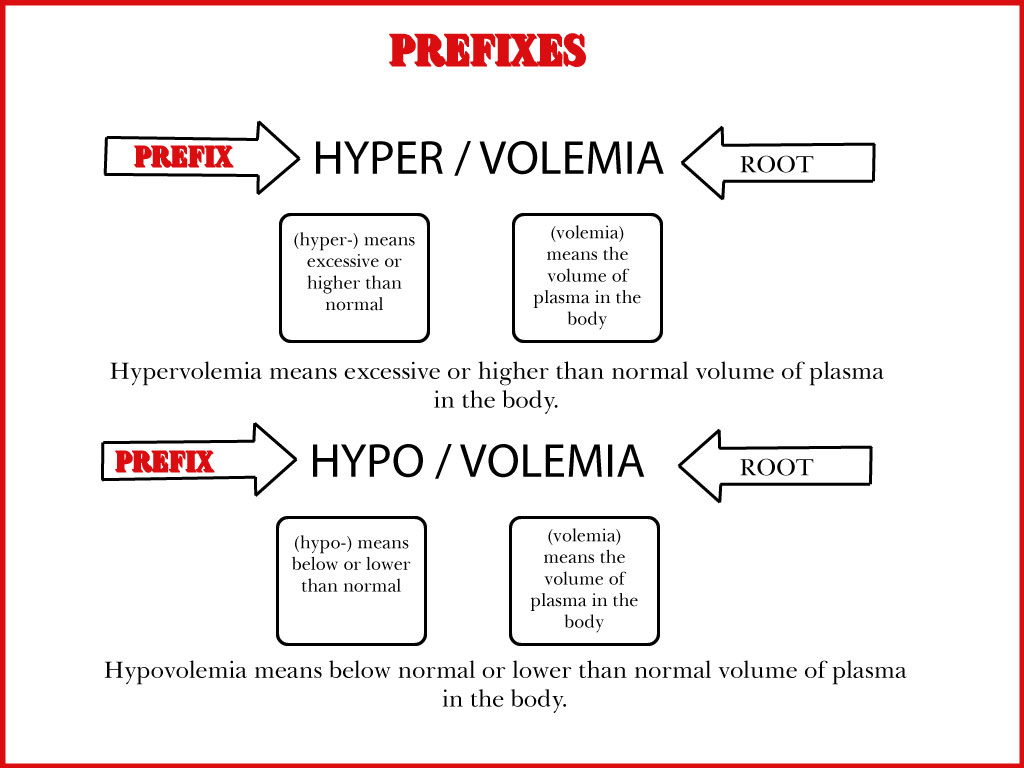 PREFIXES
PREFIX HYPER / VOLEMIA ROOT
(hyper-) means
excessive or
higher than
normal
(volemia)
means the
volume of
plasma in the
body
Hypervolemia means excessive or higher than normal volume of plasma
in the body.
PREFIX HYPO / VOLEMIA ROOT
(hypo-) means
below or lower
than normal
(volemia)
means the
volume of
plasma in the
body
Hypovolemia means below normal or lower than normal volume of plasma
in the body.